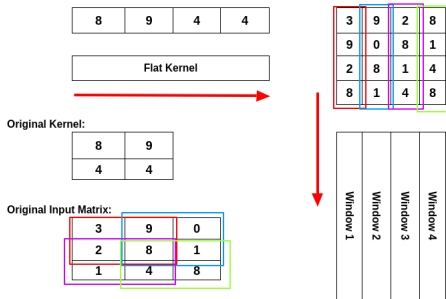 8 9 4 4
Flat Kernel
Original Kernel:
8 9
4 4
Original Input Matrix:
3 9 0
2 8 1
1 4 8
3 9 2 8
9 0 8 1
2 8 1 4
8 1 4 8
Window 1
Window 2
Window 3
Window 4